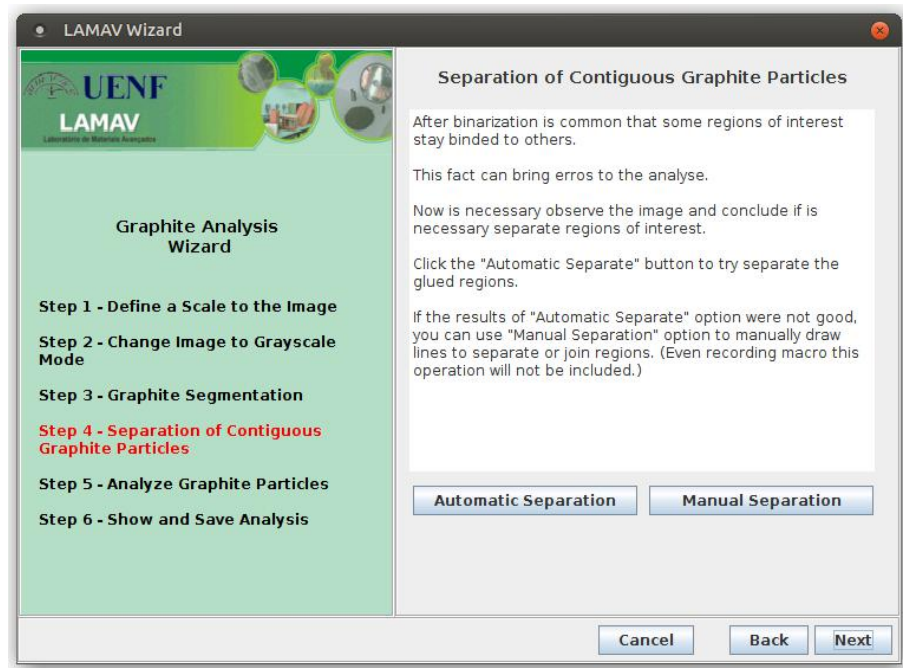 LAMAV Wizard
UENF
LAMAV
Laboratório de Materiais Avançados
Graphite Analysis
Wizard
Step 1 - Define a Scale to the Image
Step 2 - Change Image to Grayscale
Mode
Step 3 - Graphite Segmentation
Step 4 - Separation of Contiguous
Graphite Particles
Step 5 - Analyze Graphite Particles
Step 6 - Show and Save Analysis
Separation of Contiguous Graphite Particles
After binarization is common that some regions of interest
stay binded to others.
This fact can bring erros to the analyse.
Now is necessary observe the image and conclude if is
necessary separate regions of interest.
Click the "Automatic Separate" button to try separate the
glued regions.
If the results of "Automatic Separate" option were not good,
you can use "Manual Separation" option to manually draw
lines to separate or join regions. (Even recording macro this
operation will not be included.)
Automatic Separation
Manual Separation
Cancel
Back
Next